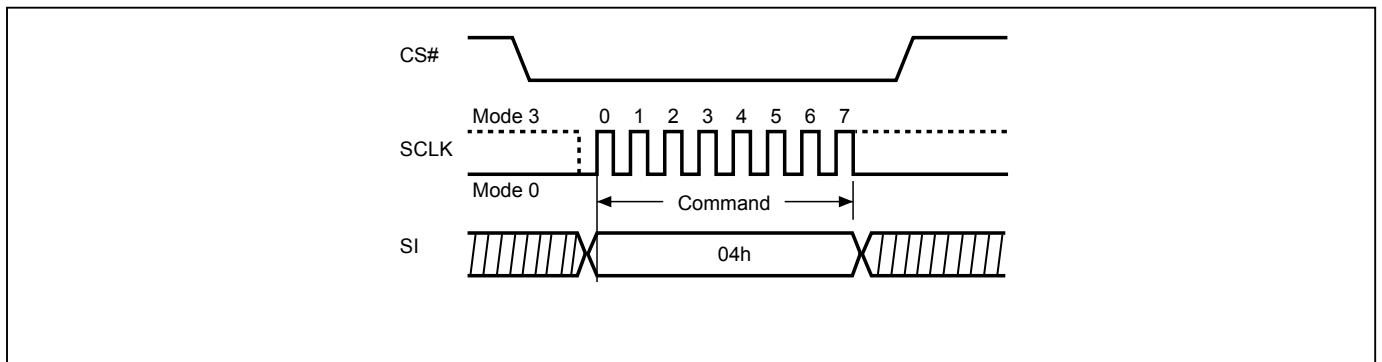 CS#
Mode 3
0 1 2 3 4 5 6 7
SCLK
Mode 0
Command
SI
04h